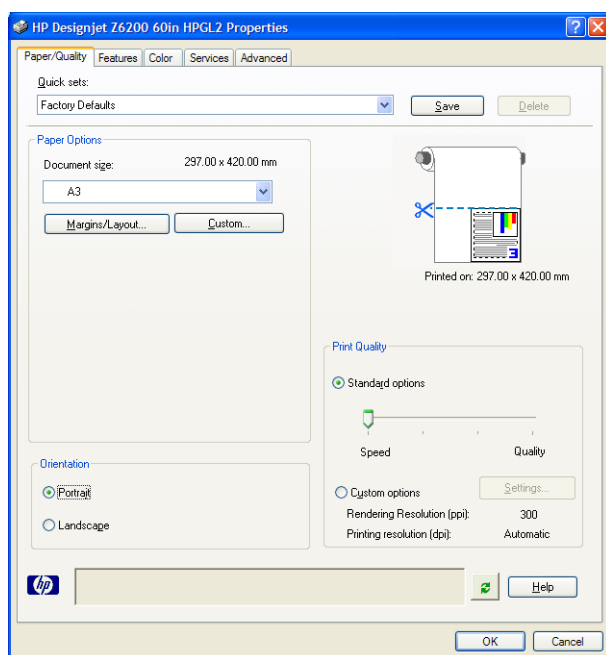 HP Designjet Z6200 60in HPGL2 Properties
Paper/Quality Features Color Services Advanced
Quick sets:
Factory Defaults Save Delete
Paper Options
Document size: 297.00 x 420.00 mm
A3
Margins/Layout... Custom...
3
Printed on: 297.00 x 420.00 mm
Print Quality
Standard options
Speed Quality
Orientation
Portrait
Custom options Settings...
Landscape
Rendering Resolution (ppi): 300
Printing resolution (dpi): Automatic
hp Help
OK Cancel